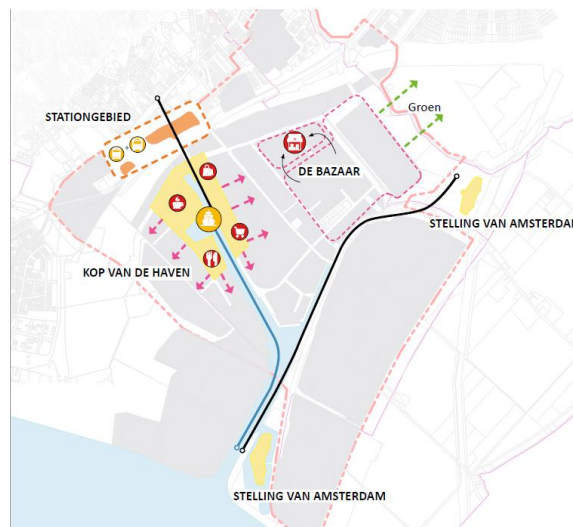 Groen
STATIONGEBIED
DE BAZAAR
STELLING VAN AMSTERDAM
KOP VAN DE HAVEN
STELLING VAN AMSTERDAM